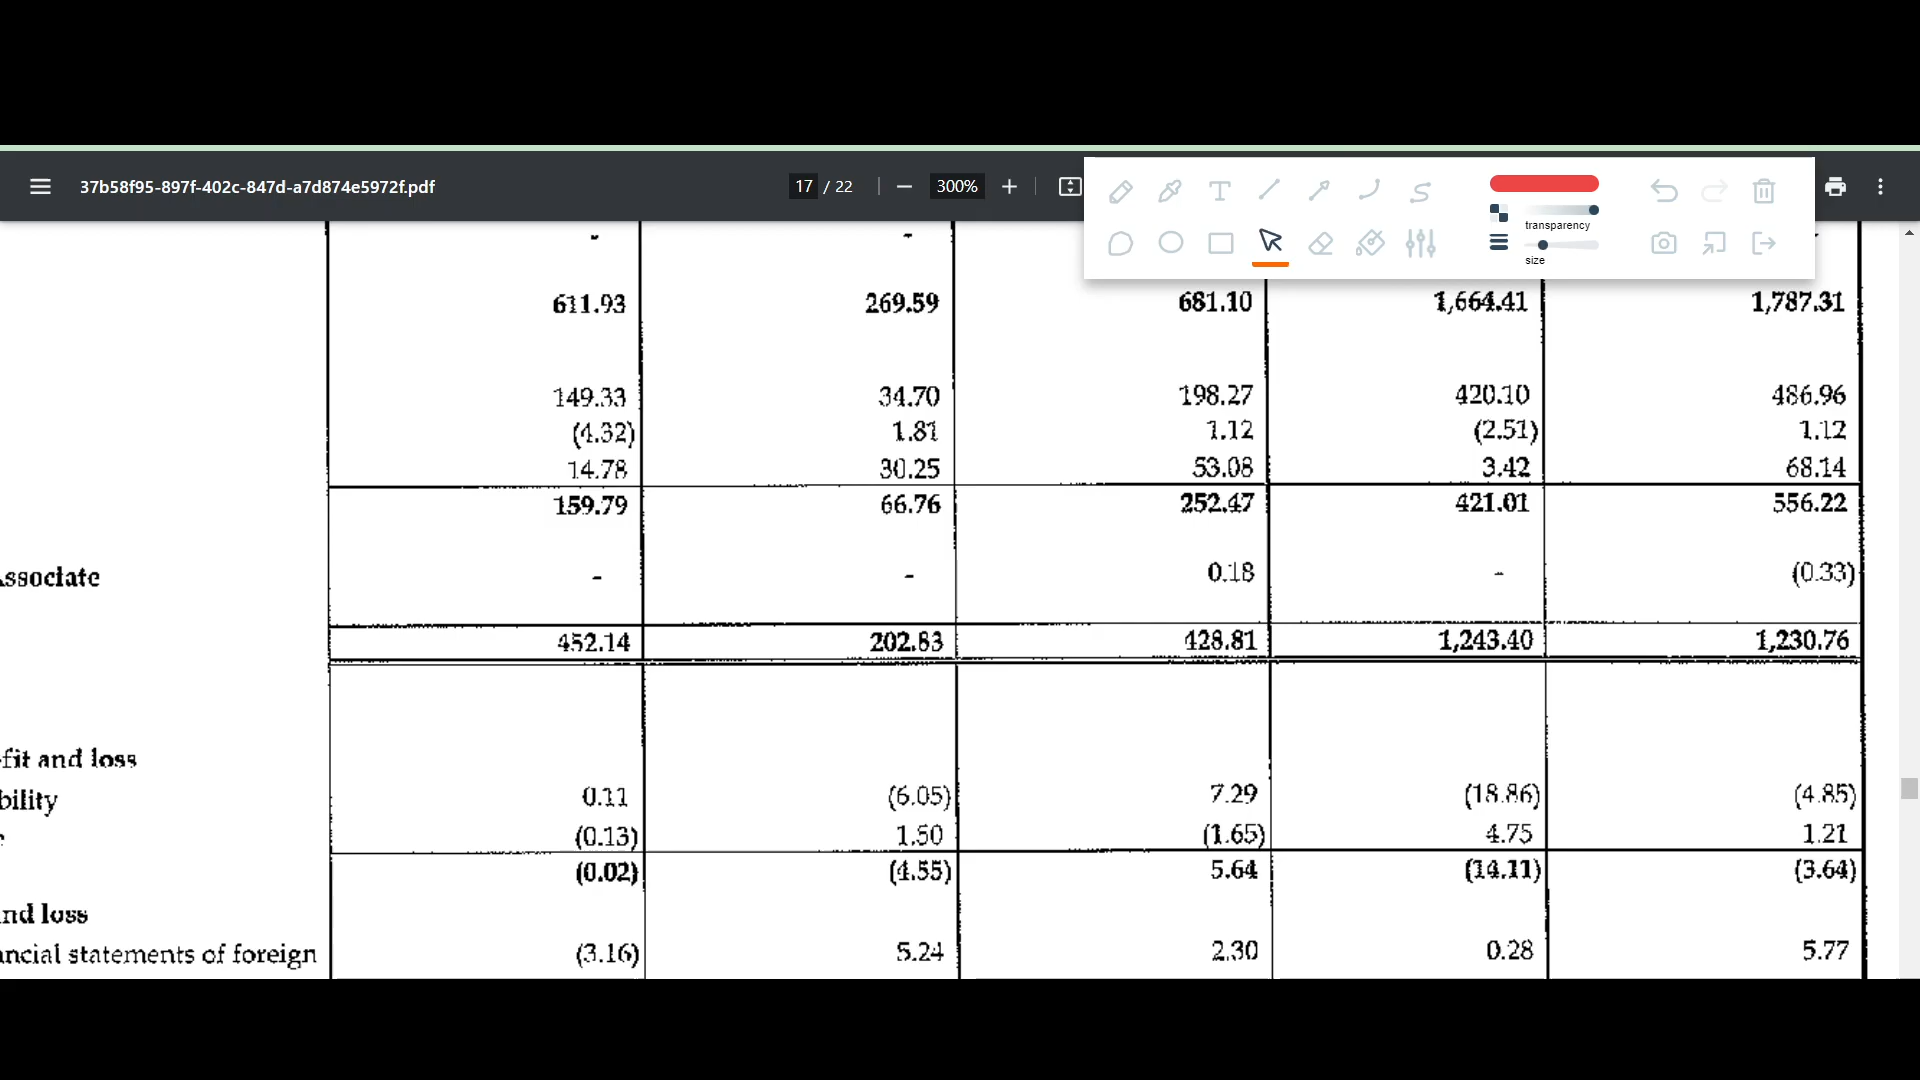 37b58f95-897f-402c-847d-a7d874e5972f.pdf 17 / 22 300%
transparency
size
- -
611.93 269.59 681.10 1,664.41 1,787.31
149.33 34.70 198.27 420.10 486.96
(4.32) 1.81 1.12 (2.51) 1.12
14.78 30.25 53.08 3.42 68.14
159.79 66.76 252.47 421.01 556.22
Associate - - 0.18 - (0.33)
452.14 202.83 428.81 1,243.40 1,230.76
fit and loss
bility 0.11 (6.05) 7.29 (18.86) (4.85)
(0.13) 1.50 (1.65) 4.75 1.21
(0.02) (4.55) 5.64 (14.11) (3.64)
nd loss
ancial statements of foreign (3.16) 5.24 2.30 0.28 5.77